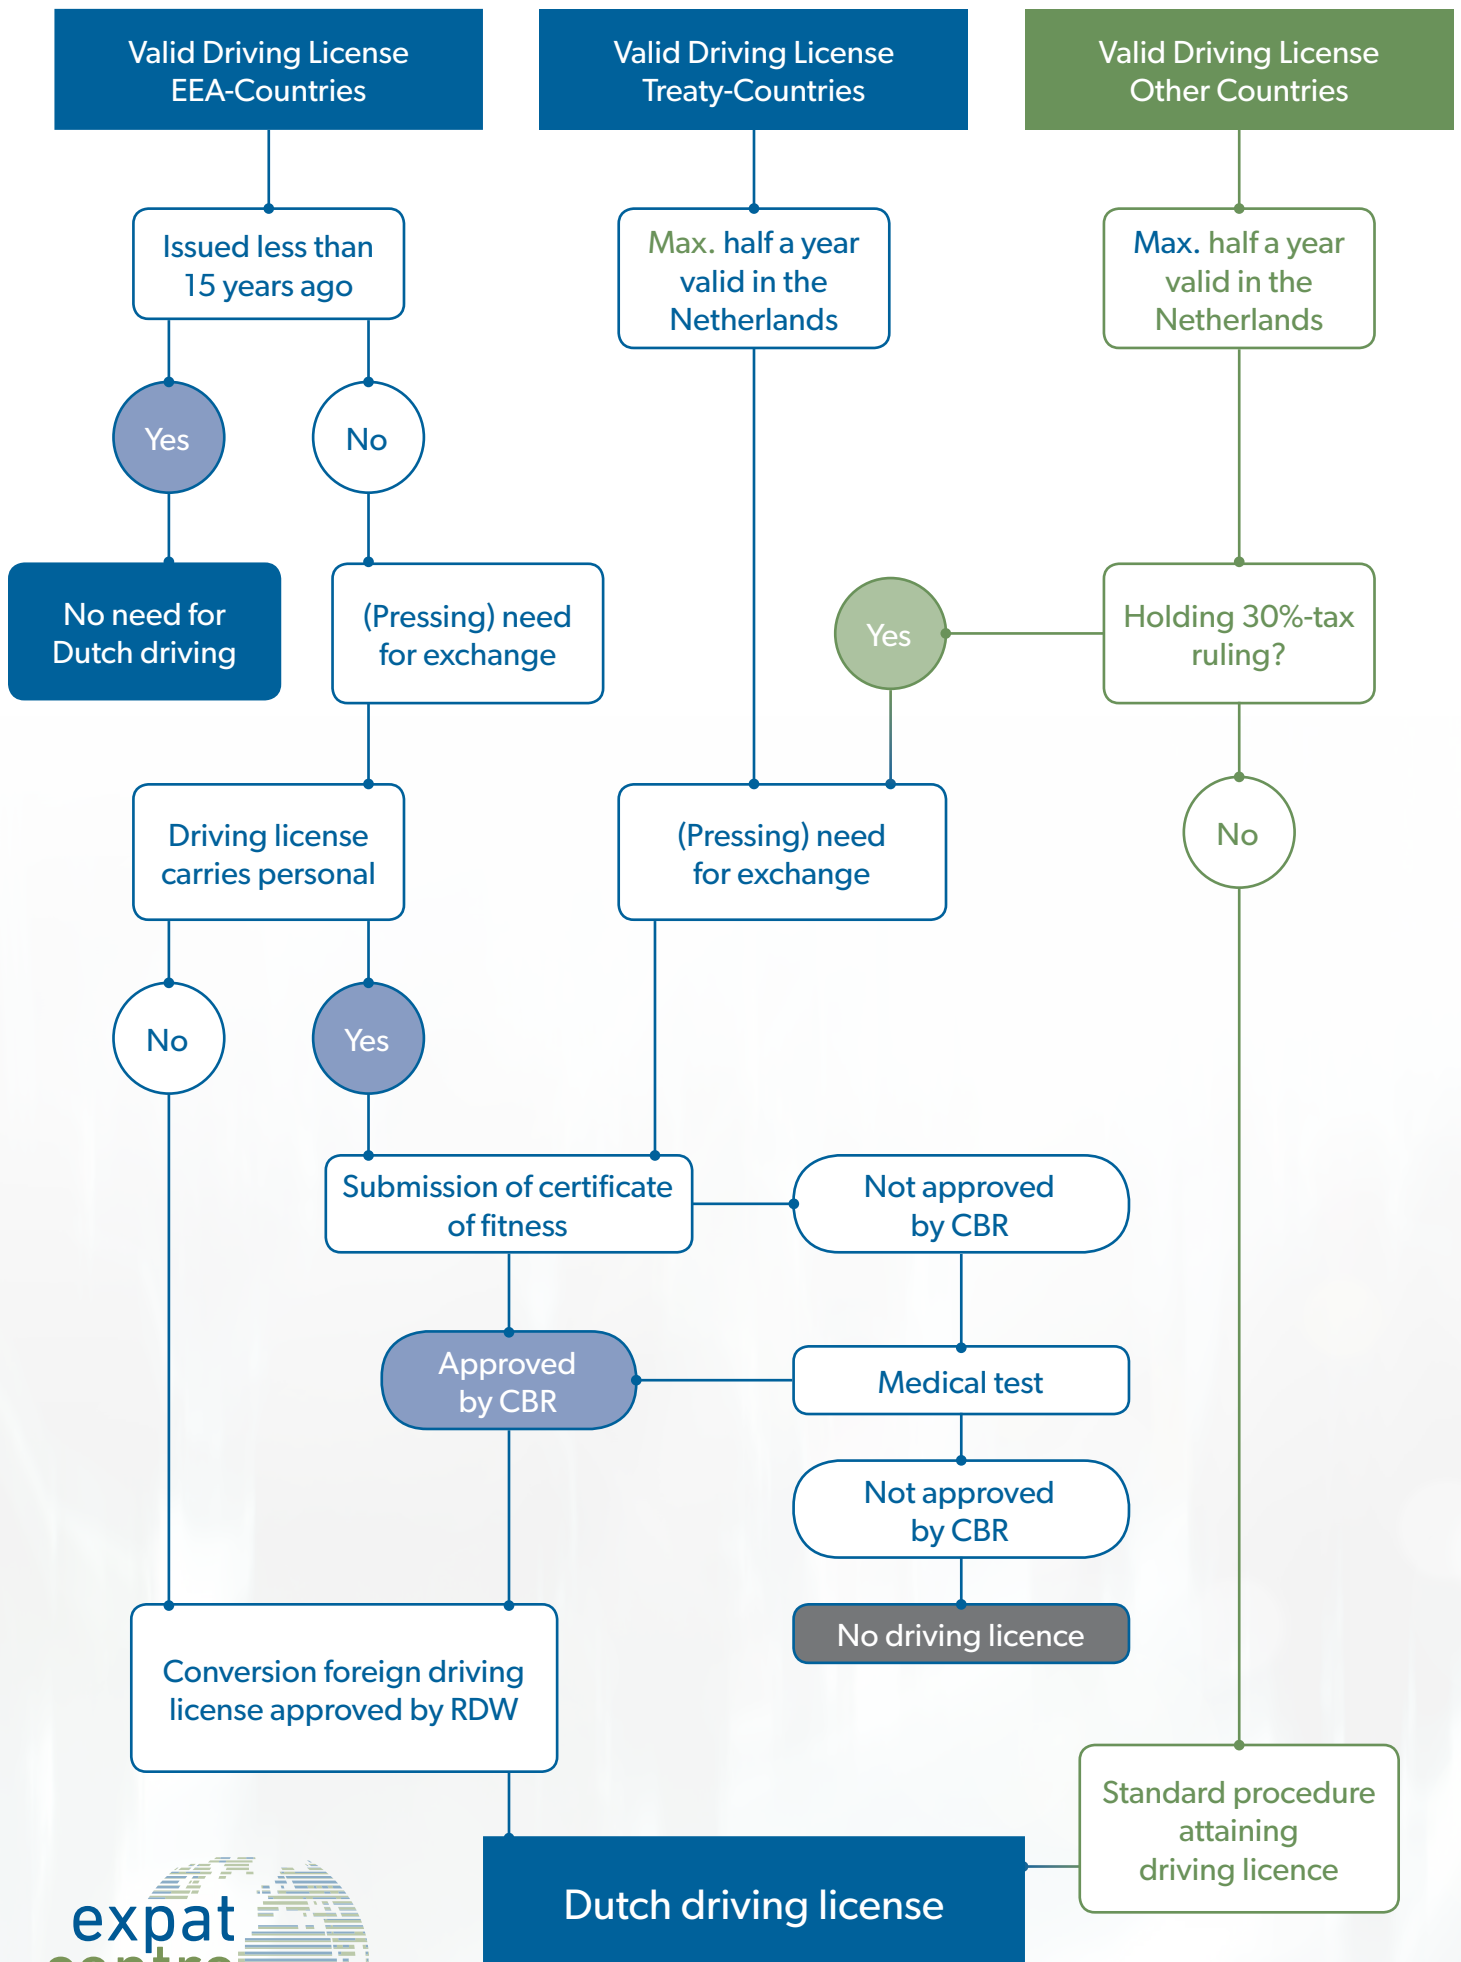 Valid Driving License
EEA-Countries
Valid Driving License
Treaty-Countries
Valid Driving License
Other Countries
Issued less than
15 years ago
Max. half a year
valid in the
Netherlands
Max. half a year
valid in the
Netherlands
Yes
No
No need for
Dutch driving
(Pressing) need
for exchange
Yes
Holding 30%-tax
ruling?
Driving license
carries personal
(Pressing) need
for exchange
No
No
Yes
Submission of certificate
of fitness
Not approved
by CBR
Approved
by CBR
Medical test
Not approved
by CBR
No driving licence
Conversion foreign driving
license approved by RDW
Standard procedure
attaining
driving licence
Dutch driving license
expat